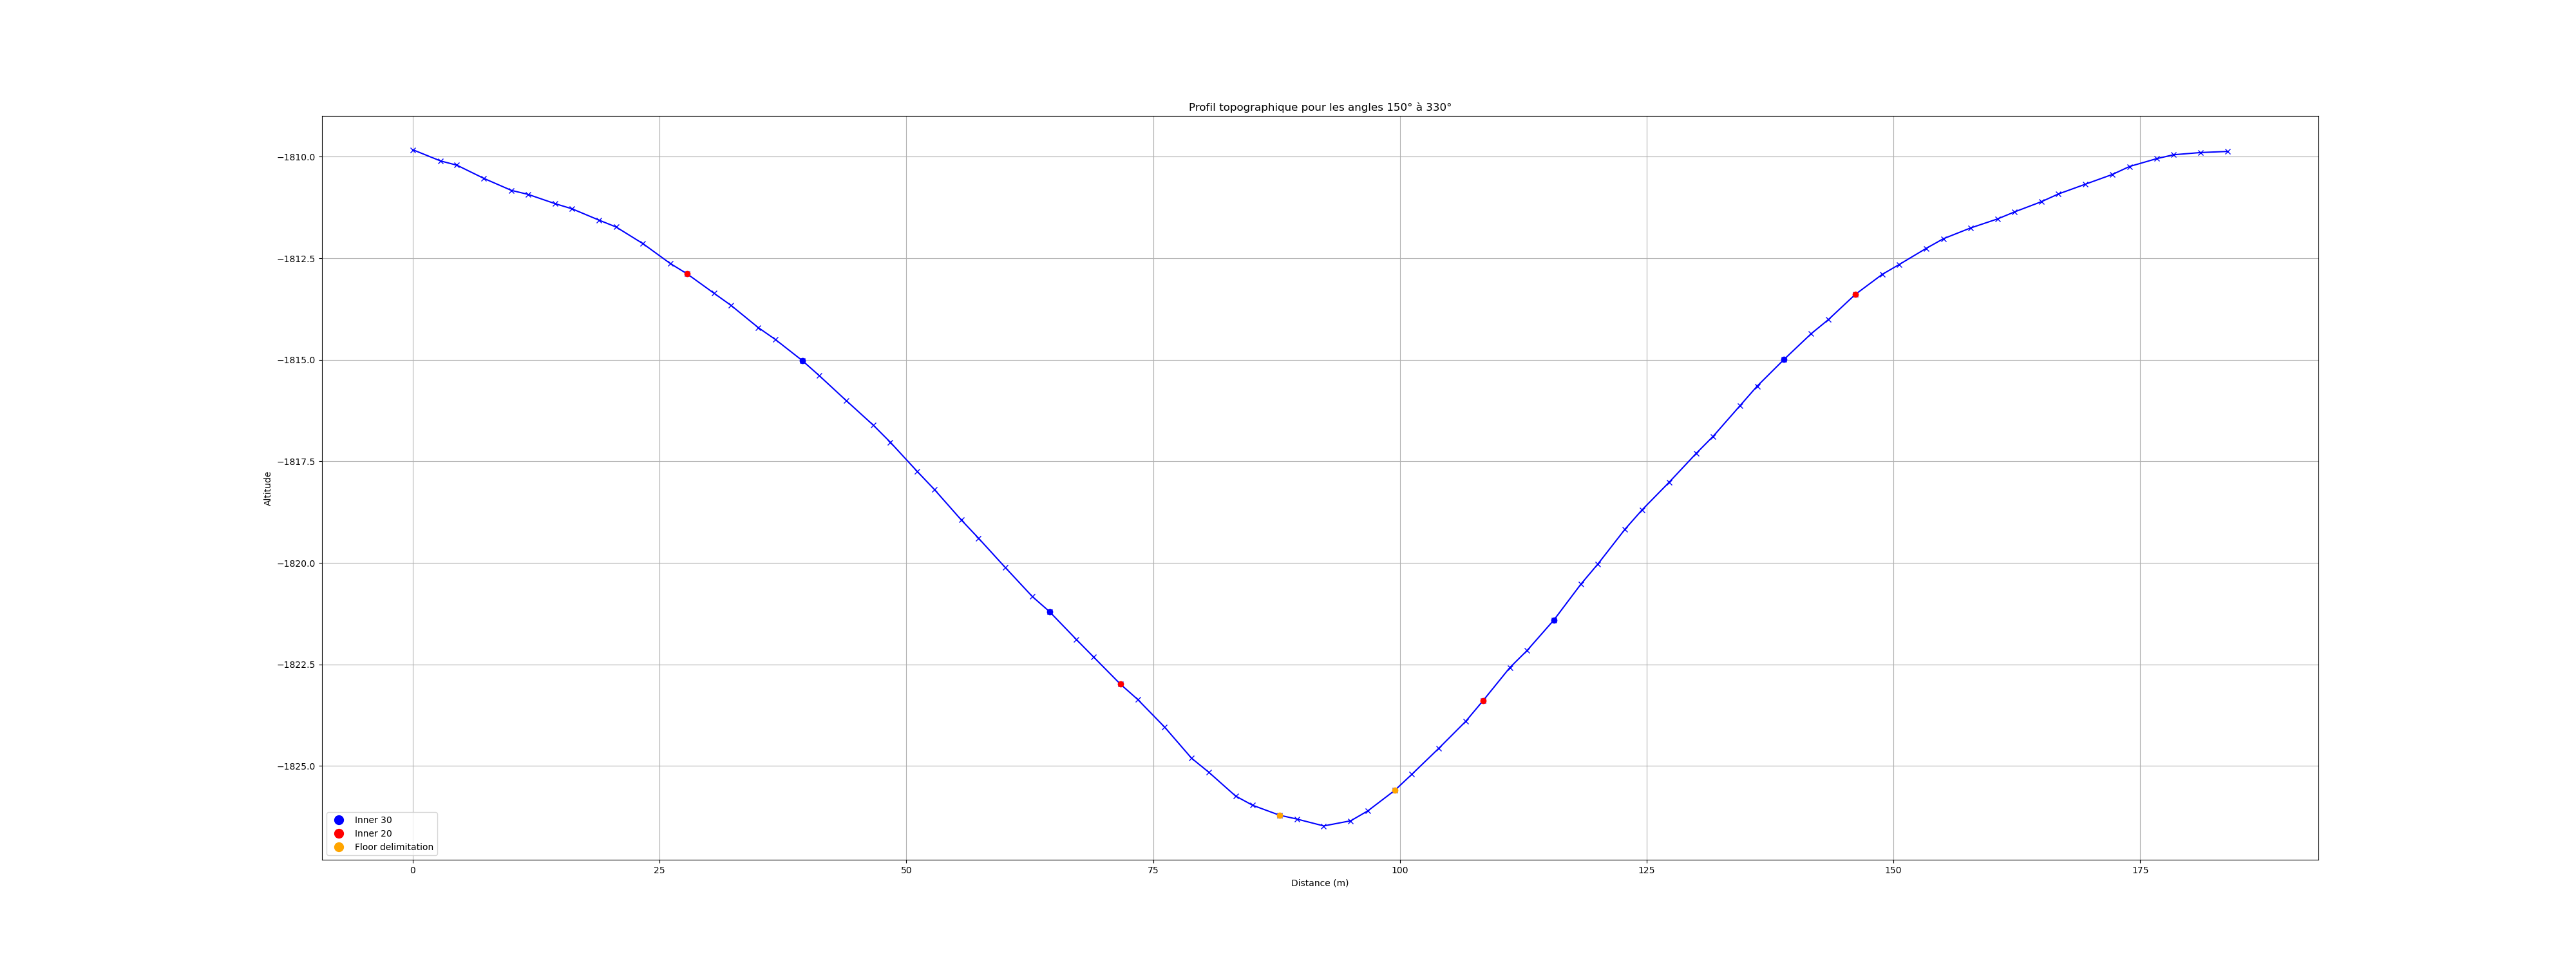 Profil topographique pour les angles 150° à 330°
Altitude
−1810.0
−1812.5
−1815.0
−1817.5
−1820.0
−1822.5
−1825.0
Inner 30
Inner 20
Floor delimitation
0 25 50 75 100 125 150 175
Distance (m)